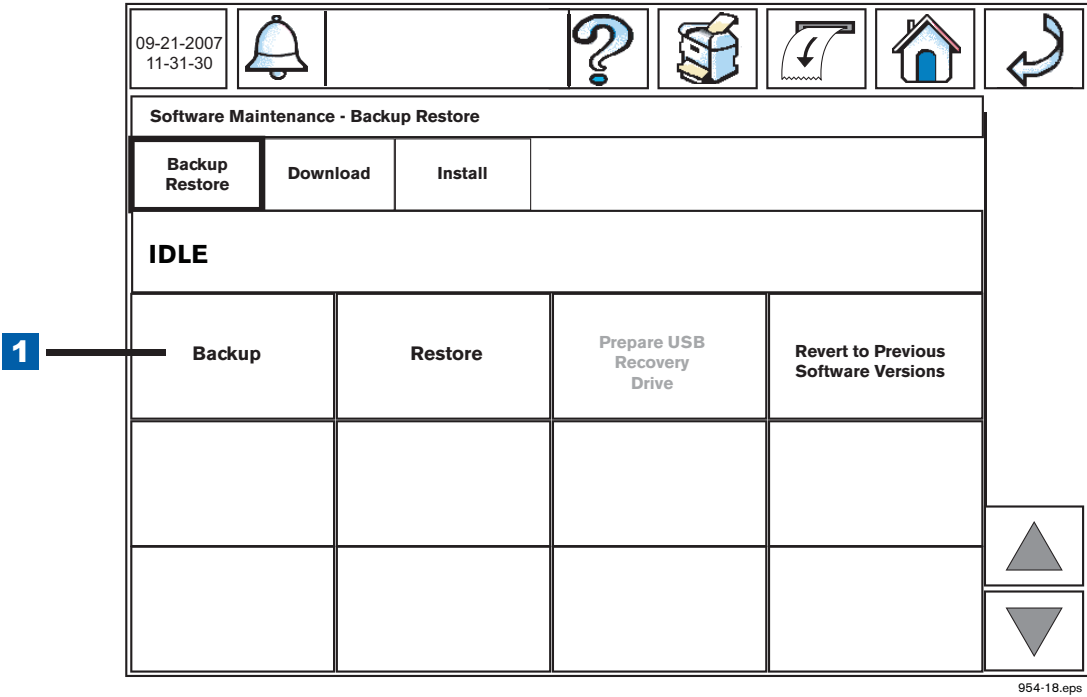 09-21-2007
11-31-30
Software Maintenance - Backup Restore
Backup
Restore
Download
Install
IDLE
1
Backup
Restore
Prepare USB
Recovery
Drive
Revert to Previous
Software Versions
954-18.eps